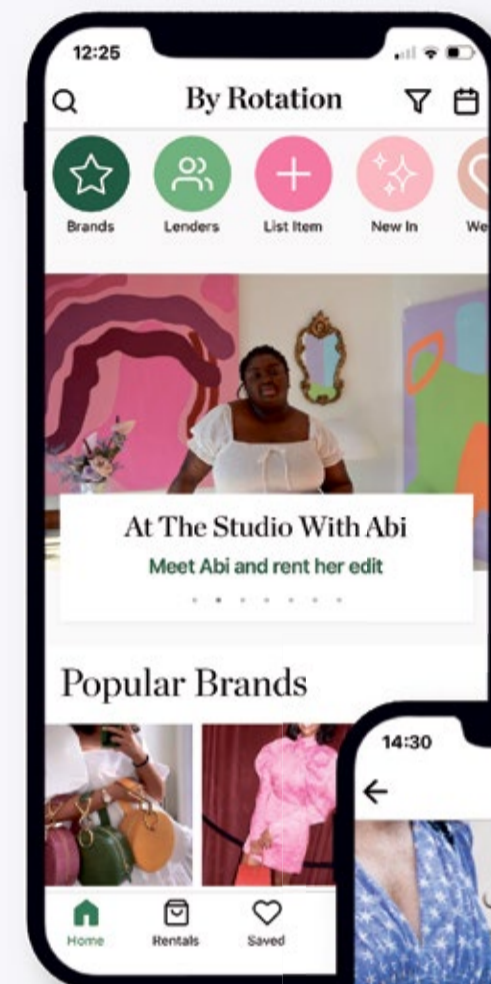 12:25
By Rotation
Brands
Lenders
List Item
New In
We
At The Studio With Abi
Meet Abi and rent her edit
Popular Brands
Home
Rentals
Saved
14:30